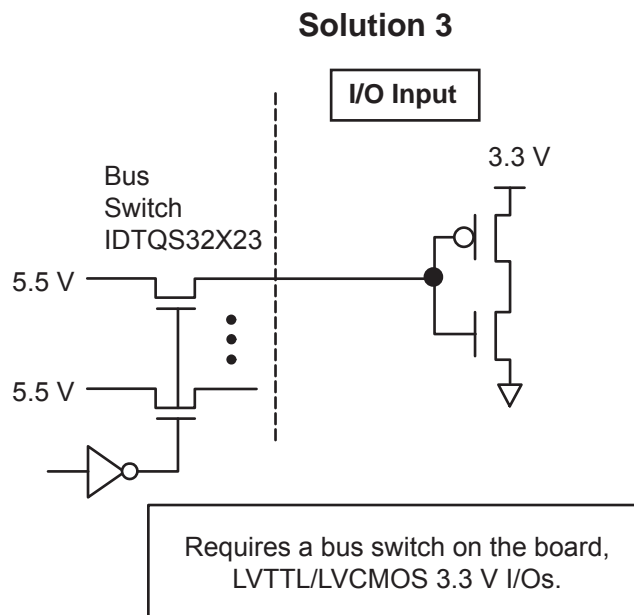 Solution 3
I/O Input
3.3 V
Bus
Switch
IDTQS32X23
5.5 V
5.5 V
Requires a bus switch on the board,
LVTTL/LVCMOS 3.3 V I/Os.